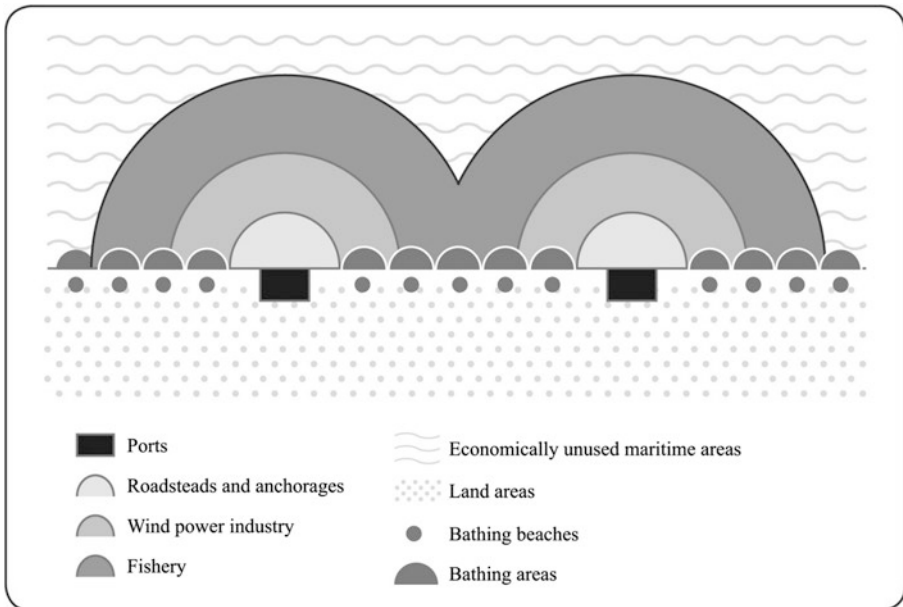 Ports
Roadsteads and anchorages
Wind power industry
Fishery
Economically unused maritime areas
Land areas
Bathing beaches
Bathing areas